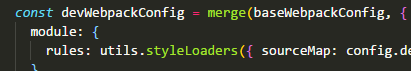 const devWebpackConfig = merge(baseWebpackConfig, {
module: {
rules: utils.styleLoaders({ sourceMap: config.de
}